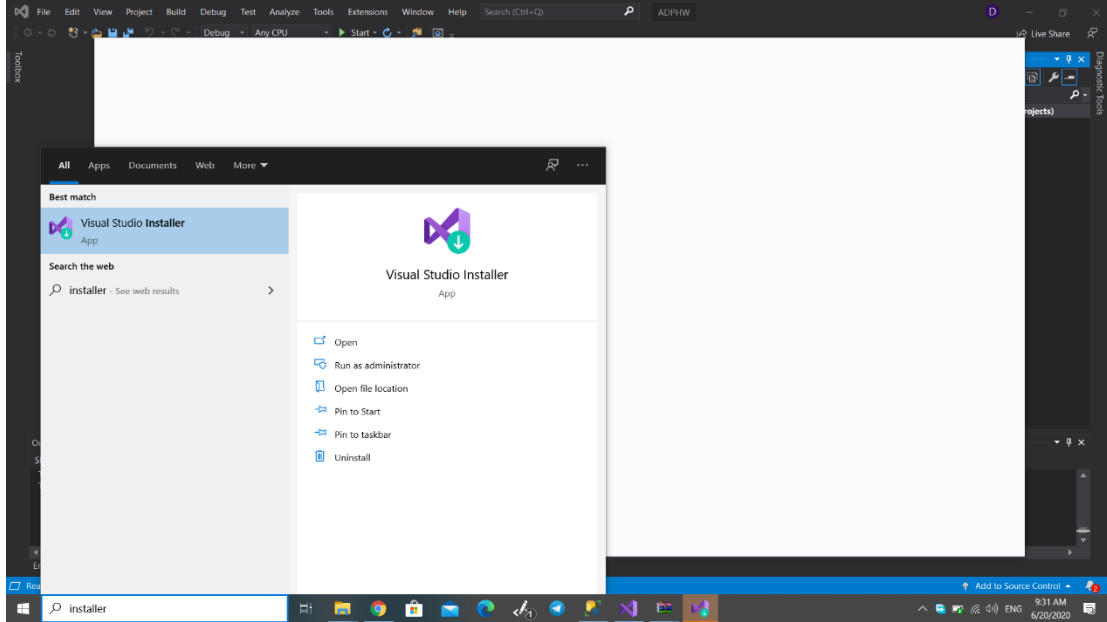 File Edit View Project Build Debug Test Analyze Tools Extensions Window Help Search (Ctrl+Q) ADPHW D
Debug Any CPU Start Live Share
Toolbox
Diagnostic Tools
All Apps Documents Web More
Best match
Visual Studio Installer
App
Search the web
installer - See web results
Visual Studio Installer
App
Open
Run as administrator
Open file location
Pin to Start
Pin to taskbar
Uninstall
Add to Source Control
2
installer
ENG
9:31 AM
6/20/2020